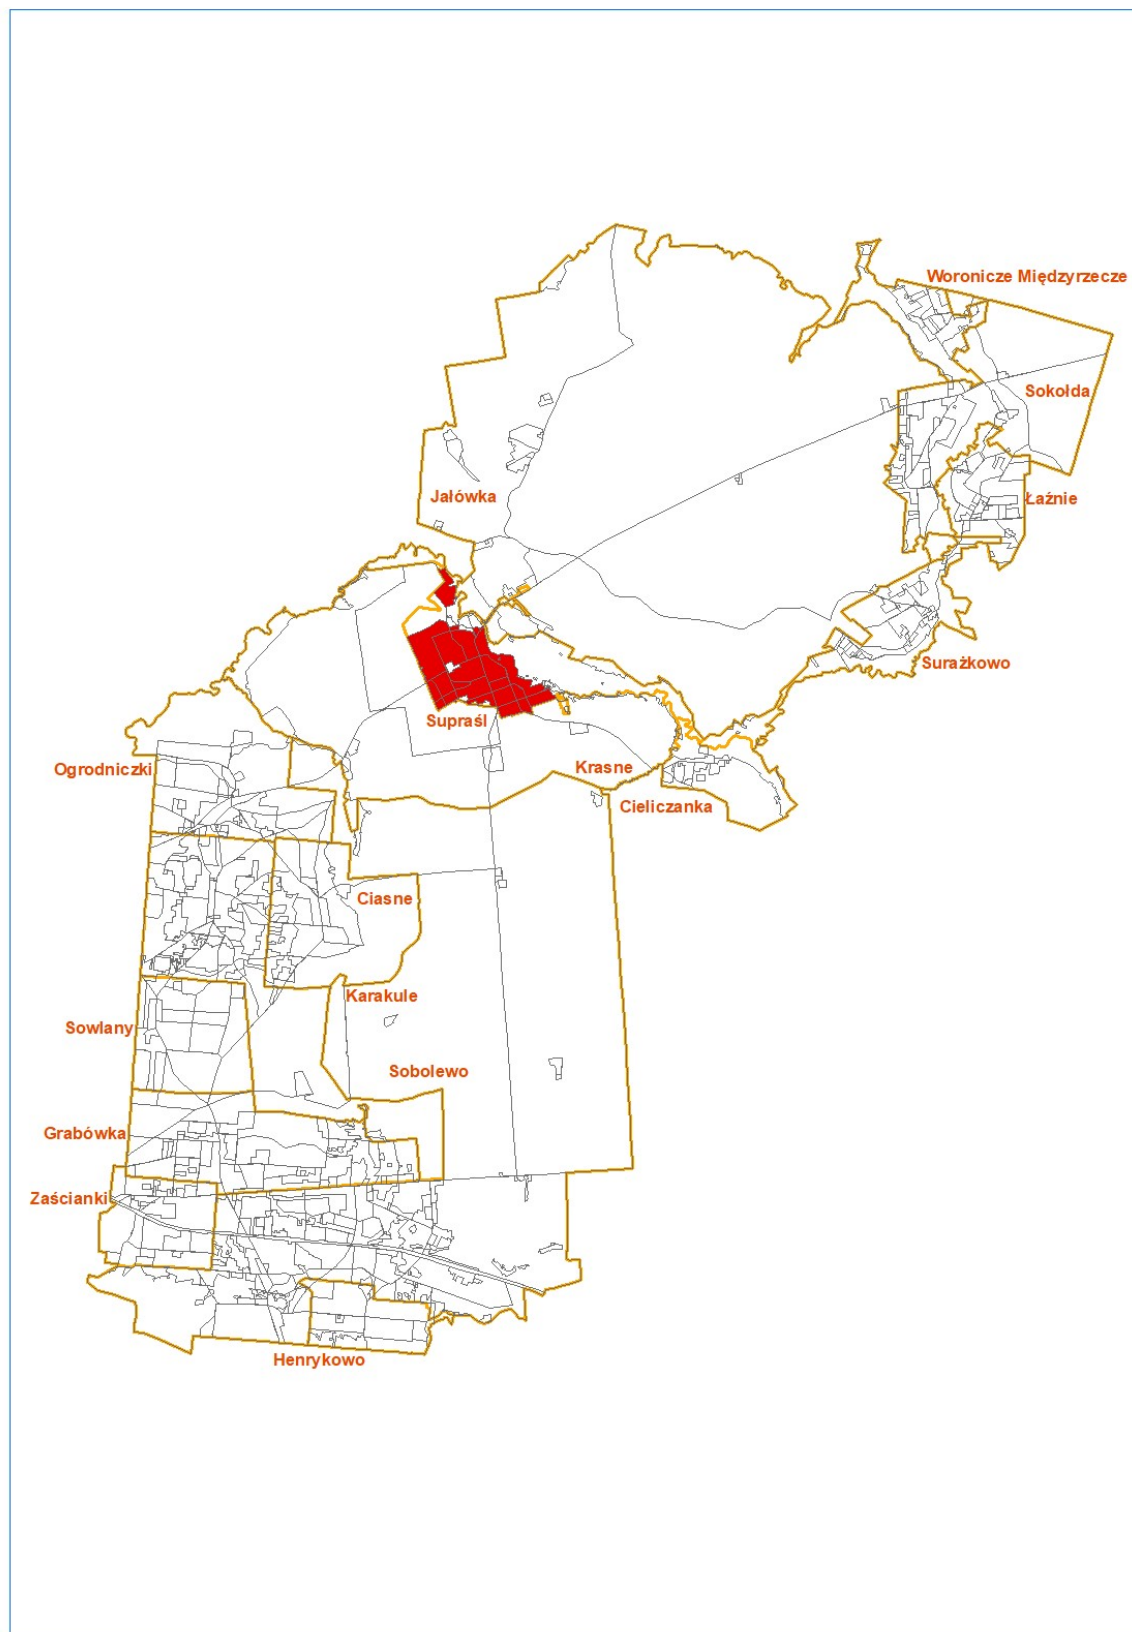 Woronicze Międzyrzecze
Sokołda
Jałówka
Łaźnie
Surażkowo
Supraśl
Ogrodniczki
Krasne
Cieliczanka
Ciasne
Karakule
Sowlany
Sobolewo
Grabówka
Zaścianki
Henrykowo